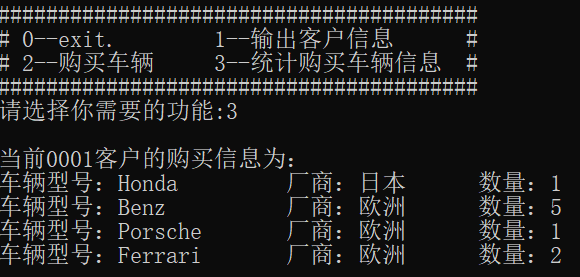 ########################################
# 0--exit.        1--输出客户信息      #
# 2--购买车辆     3--统计购买车辆信息  #
########################################
请选择你需要的功能:3
当前0001客户的购买信息为:
车辆型号: Honda         厂商: 日本      数量: 1
车辆型号: Benz          厂商: 欧洲      数量: 5
车辆型号: Porsche       厂商: 欧洲      数量: 1
车辆型号: Ferrari       厂商: 欧洲      数量: 2